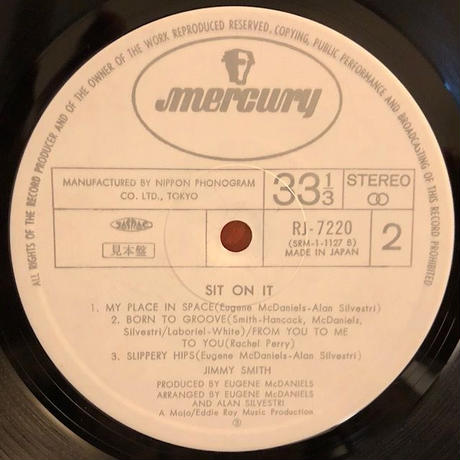 ALL RIGHTS OF THE RECORD PRODUCER AND OF THE OWNER OF THE WORK REPRODUCED RESERVED. COPYING, PUBLIC PERFORMANCE AND BROADCASTING OF THIS RECORD PROHIBITED
mercury
MANUFACTURED BY NIPPON PHONOGRAM
CO. LTD., TOKYO
33 1/3
STEREO
JASRAC
見本盤
RJ-7220
(SRM-1-1127 B)
MADE IN JAPAN
2
SIT ON IT
1. MY PLACE IN SPACE(Eugene McDaniels-Alan Silvestri)
2. BORN TO GROOVE(Smith-Hancock, McDaniels,
Silvestri/Laboriel-White)/FROM YOU TO ME
TO YOU(Rachel Perry)
3. SLIPPERY HIPS(Eugene McDaniels-Alan Silvestri)
JIMMY SMITH
PRODUCED BY EUGENE McDANIELS
ARRANGED BY EUGENE McDANIELS
AND ALAN SILVESTRI
A Mojo/Eddie Ray Music Production
③